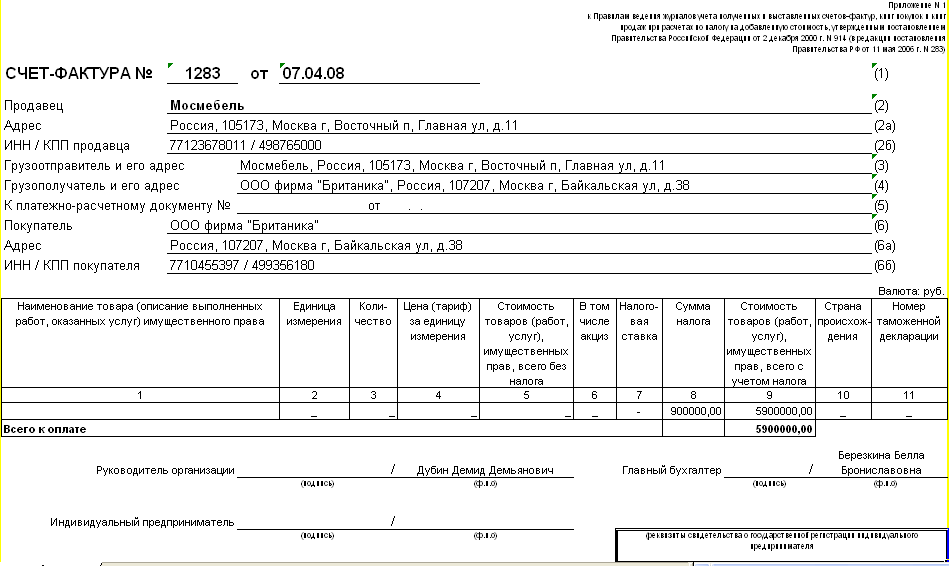 Приложение N 1
к Правилам ведения журналов учета полученных и выставленных счетов-фактур, книг покупок и книг
продаж при расчетах по налогу на добавленную стоимость, утвержденным постановлением
Правительства Российской Федерации от 2 декабря 2000 г. N 914 (в редакции постановления
Правительства РФ от 11 мая 2006 г. N 283)
СЧЕТ-ФАКТУРА № 1283 от 07.04.08 (1)
Продавец Мосмебель (2)
Адрес Россия, 105173, Москва г, Восточный п, Главная ул, д.11 (2а)
ИНН / КПП продавца 77123678011 / 498765000 (2б)
Грузоотправитель и его адрес Мосмебель, Россия, 105173, Москва г, Восточный п, Главная ул, д.11 (3)
Грузополучатель и его адрес ООО фирма "Британика", Россия, 107207, Москва г, Байкальская ул, д.38 (4)
К платежно-расчетному документу № от . . (5)
Покупатель ООО фирма "Британика" (6)
Адрес Россия, 107207, Москва г, Байкальская ул, д.38 (6а)
ИНН / КПП покупателя 7710455397 / 499356180 (6б)
Валюта: руб.
Наименование товара (описание выполненных работ, оказанных услуг) имущественного права
Единица измерения
Коли-чество
Цена (тариф) за единицу измерения
Стоимость товаров (работ, услуг), имущественных прав, всего без налога
В том числе акциз
Налого-вая ставка
Сумма налога
Стоимость товаров (работ, услуг), имущественных прав, всего с учетом налога
Страна происхож-дения
Номер таможенной декларации
1 2 3 4 5 6 7 8 9 10 11
_ _ _ _ _ - 900000,00 5900000,00 _ _
Всего к оплате 5900000,00
Руководитель организации / Дубин Демид Демьянович Главный бухгалтер / Березкина Белла Брониславовна
(подпись) (ф.и.о) (подпись) (ф.и.о)
Индивидуальный предприниматель /
(подпись) (ф.и.о)
(реквизиты свидетельства о государственной регистрации индивидуального
предпринимателя